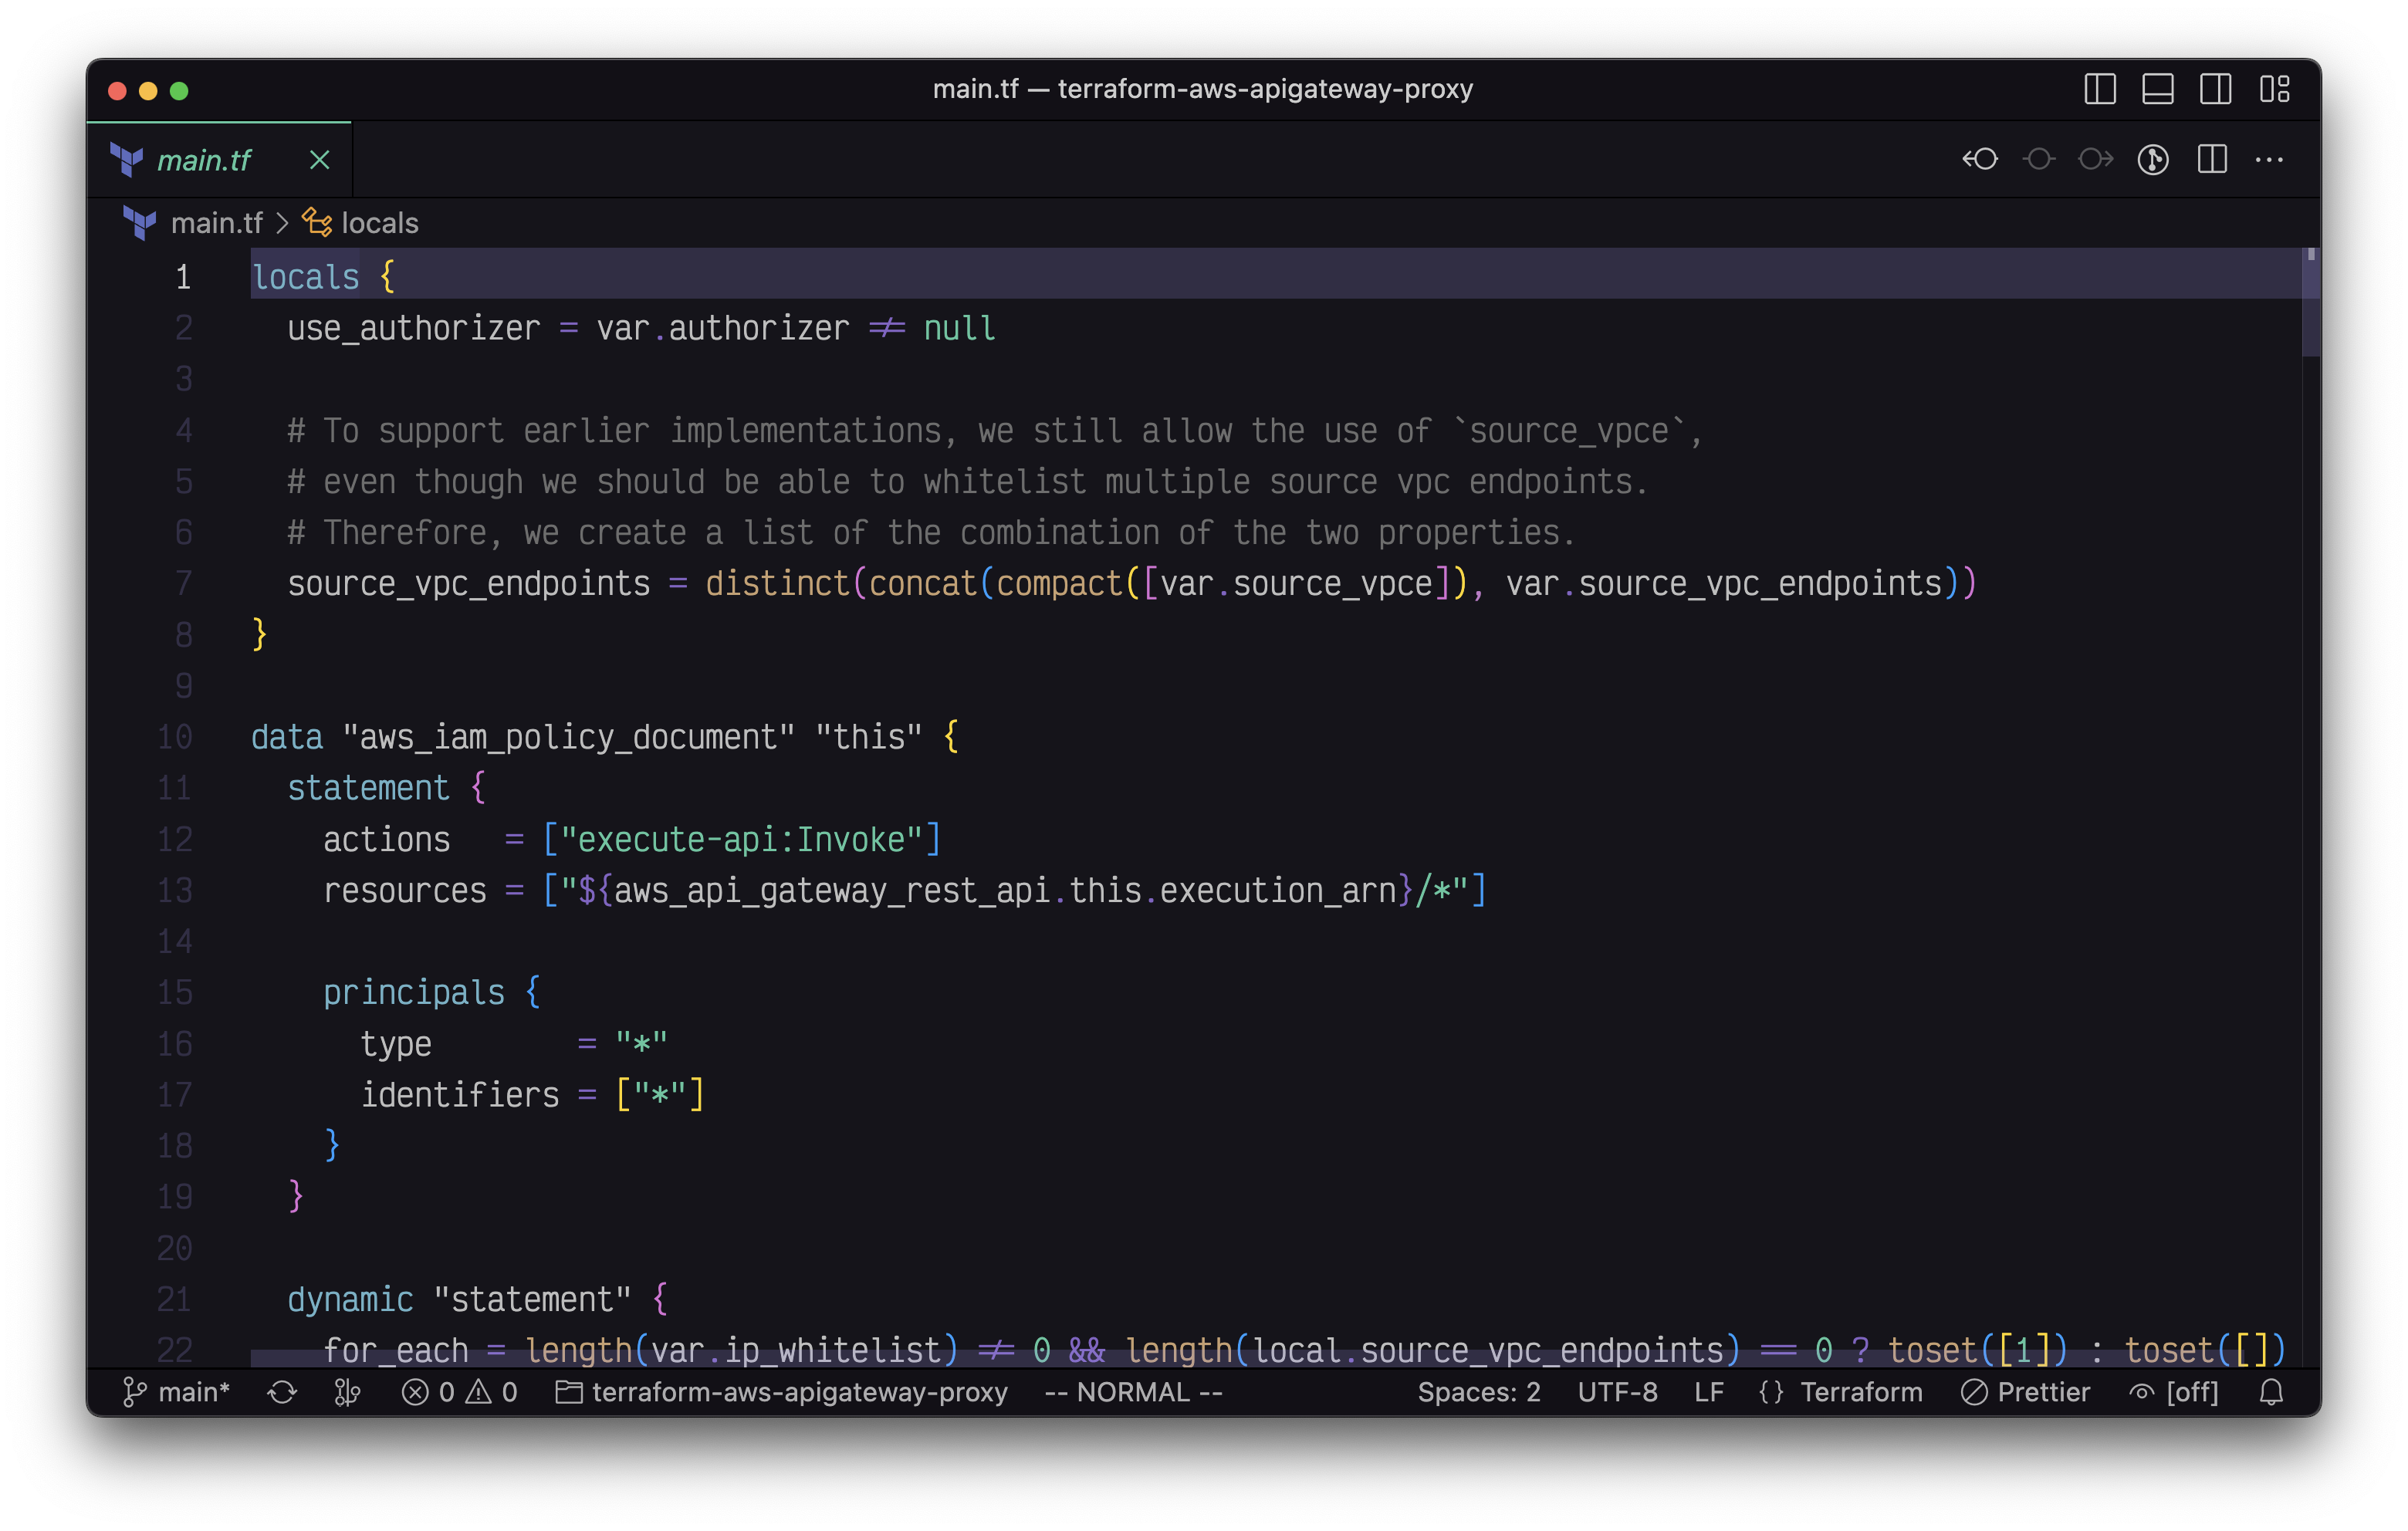 main.tf — terraform-aws-apigateway-proxy
main.tf
main.tf > locals
1 locals {
2   use_authorizer = var.authorizer != null
3
4   # To support earlier implementations, we still allow the use of `source_vpce`,
5   # even though we should be able to whitelist multiple source vpc endpoints.
6   # Therefore, we create a list of the combination of the two properties.
7   source_vpc_endpoints = distinct(concat(compact([var.source_vpce]), var.source_vpc_endpoints))
8 }
9
10 data "aws_iam_policy_document" "this" {
11   statement {
12     actions   = ["execute-api:Invoke"]
13     resources = ["${aws_api_gateway_rest_api.this.execution_arn}/*"]
14
15     principals {
16       type        = "*"
17       identifiers = ["*"]
18     }
19   }
20
21   dynamic "statement" {
22     for_each = length(var.ip_whitelist) != 0 && length(local.source_vpc_endpoints) == 0 ? toset([1]) : toset([])
main* 0 0 terraform-aws-apigateway-proxy -- NORMAL -- Spaces: 2 UTF-8 LF {} Terraform Prettier [off]